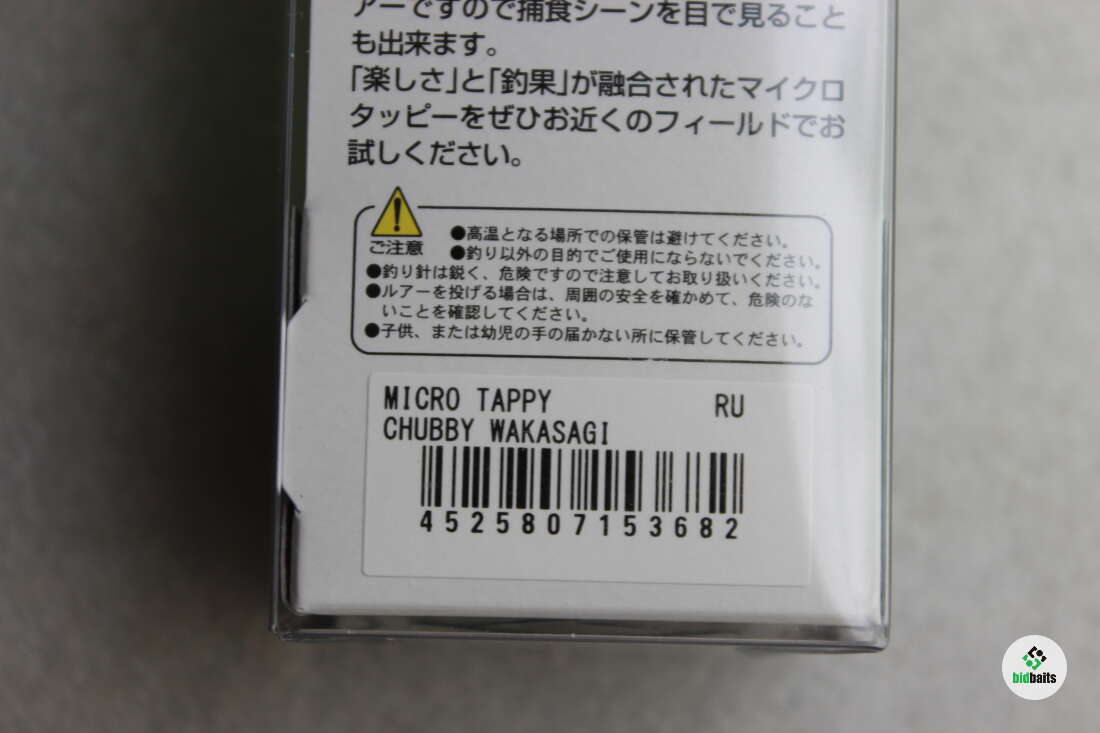 アーですので捕食シーンを目で見ること
も出来ます。
「楽しさ」と「釣果」が融合されたマイクロ
タッピーをぜひお近くのフィールドでお
試しください。
ご注意
●高温となる場所での保管は避けてください。
●釣り以外の目的でご使用にならないでください。
●釣り針は鋭く、危険ですので注意してお取り扱いください。
●ルアーを投げる場合は、周囲の安全を確かめて、危険のな
いことを確認してください。
●子供、または幼児の手の届かない所に保管してください。
MICRO TAPPY RU
CHUBBY WAKASAGI
4525807153682
bidbaits